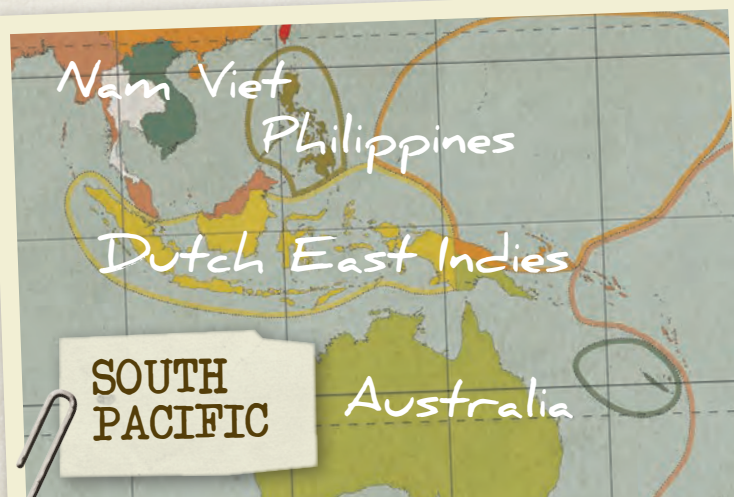 Nam Viet
Philippines
Dutch East Indies
SOUTH
PACIFIC
Australia